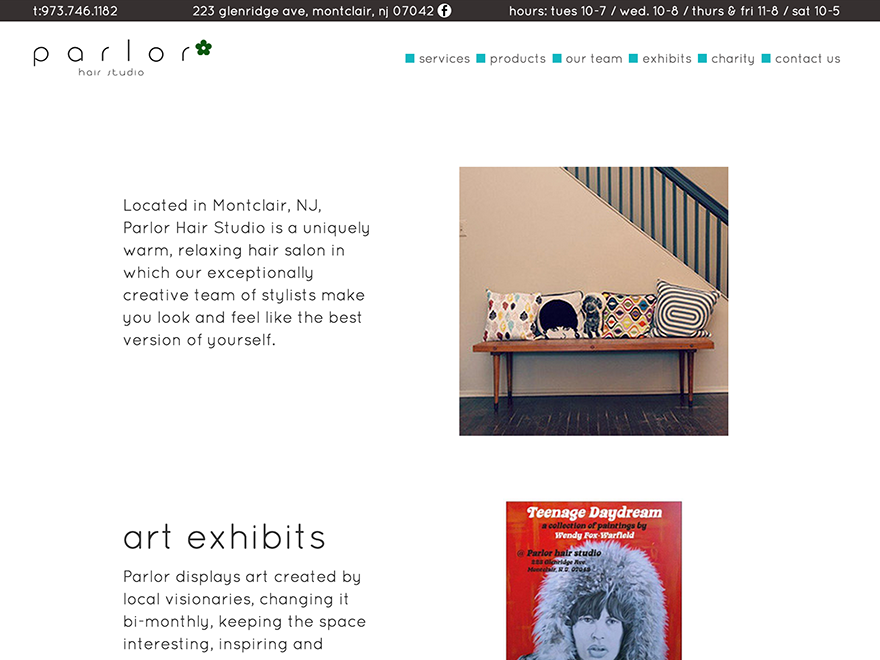 t:973.746.1182
223 glenridge ave, montclair, nj 07042
hours: tues 10-7 / wed. 10-8 / thurs & fri 11-8 / sat 10-5
parlor
hair studio
services
products
our team
exhibits
charity
contact us
Located in Montclair, NJ,
Parlor Hair Studio is a uniquely
warm, relaxing hair salon in
which our exceptionally
creative team of stylists make
you look and feel like the best
version of yourself.
art exhibits
Parlor displays art created by
local visionaries, changing it
bi-monthly, keeping the space
interesting, inspiring and
Teenage Daydream
a collection of paintings by
Wendy Fox-Warfield
@ Parlor hair studio